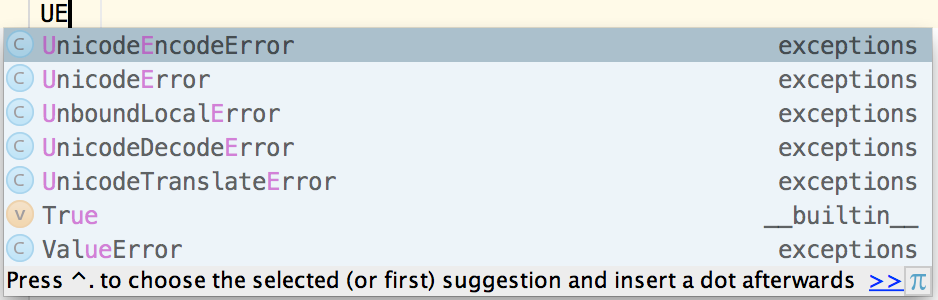 UE
C UnicodeEncodeError exceptions
C UnicodeError exceptions
C UnboundLocalError exceptions
C UnicodeDecodeError exceptions
C UnicodeTranslateError exceptions
V True __builtin__
C ValueError exceptions
Press ^. to choose the selected (or first) suggestion and insert a dot afterwards >> π